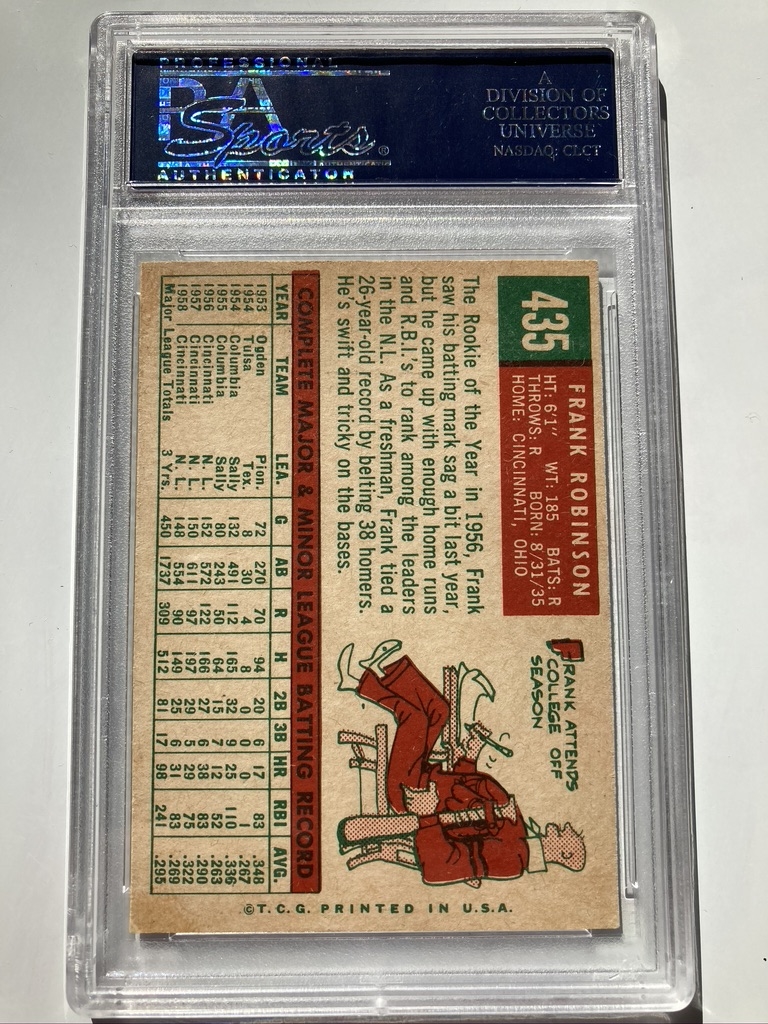 PROFESSIONAL
PSA
Sports®
AUTHENTICATOR
A
DIVISION OF
COLLECTORS
UNIVERSE
NASDAQ: CLCT
435
FRANK ROBINSON
HT: 6'1" WT: 185 BATS: R
THROWS: R BORN: 8/31/35
HOME: CINCINNATI, OHIO
The Rookie of the Year in 1956, Frank
saw his batting mark sag a bit last year,
but he came up with enough home runs
and R.B.I.'s to rank among the leaders
in the N.L. As a freshman, Frank tied a
26-year-old record by belting 38 homers.
He's swift and tricky on the bases.
FRANK ATTENDS
COLLEGE OFF
SEASON
COMPLETE MAJOR & MINOR LEAGUE BATTING RECORD
YEAR TEAM LEA. G AB R H 2B 3B HR RBI AVG.
1953 Ogden Pion. 72 270 70 94 20 6 17 83 .348
1954 Tulsa Tex. 8 30 4 8 0 0 0 1 .267
1954 Columbia Sally 132 491 112 165 32 9 25 110 .336
1955 Columbia Sally 80 243 50 64 15 7 12 52 .263
1956 Cincinnati N. L. 152 572 122 166 27 6 38 83 .290
1957 Cincinnati N. L. 150 611 97 197 29 5 29 75 .322
1958 Cincinnati N. L. 148 554 90 149 25 6 31 83 .269
Major League Totals 3 Yrs. 450 1737 309 512 81 17 98 241 .295
©T.C.G. PRINTED IN U.S.A.